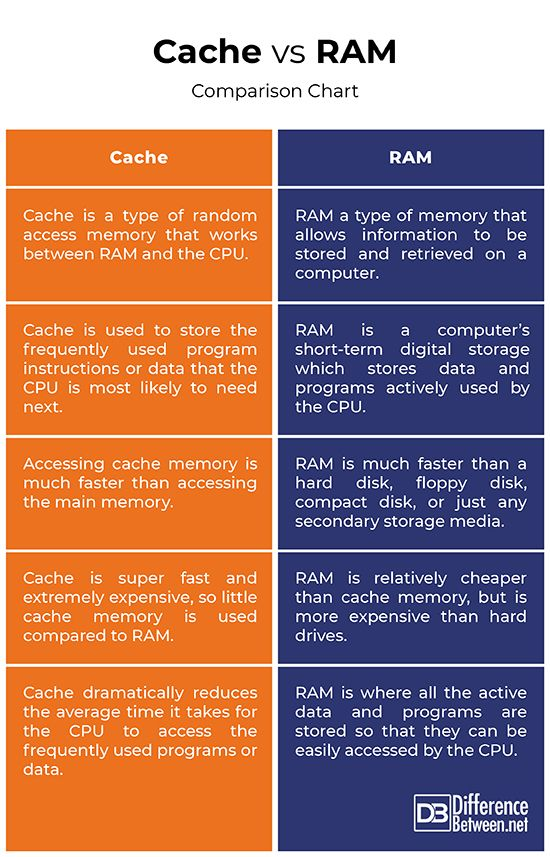 Cache vs RAM
Comparison Chart
Cache
RAM
Cache is a type of random
access memory that works
between RAM and the CPU.
RAM a type of memory that
allows information to be
stored and retrieved on a
computer.
Cache is used to store the
frequently used program
instructions or data that the
CPU is most likely to need
next.
RAM is a computer’s
short-term digital storage
which stores data and
programs actively used by
the CPU.
Accessing cache memory is
much faster than accessing
the main memory.
RAM is much faster than a
hard disk, floppy disk,
compact disk, or just any
secondary storage media.
Cache is super fast and
extremely expensive, so little
cache memory is used
compared to RAM.
RAM is relatively cheaper
than cache memory, but is
more expensive than hard
drives.
Cache dramatically reduces
the average time it takes for
the CPU to access the
frequently used programs or
data.
RAM is where all the active
data and programs are
stored so that they can be
easily accessed by the CPU.
DB Difference
Between.net